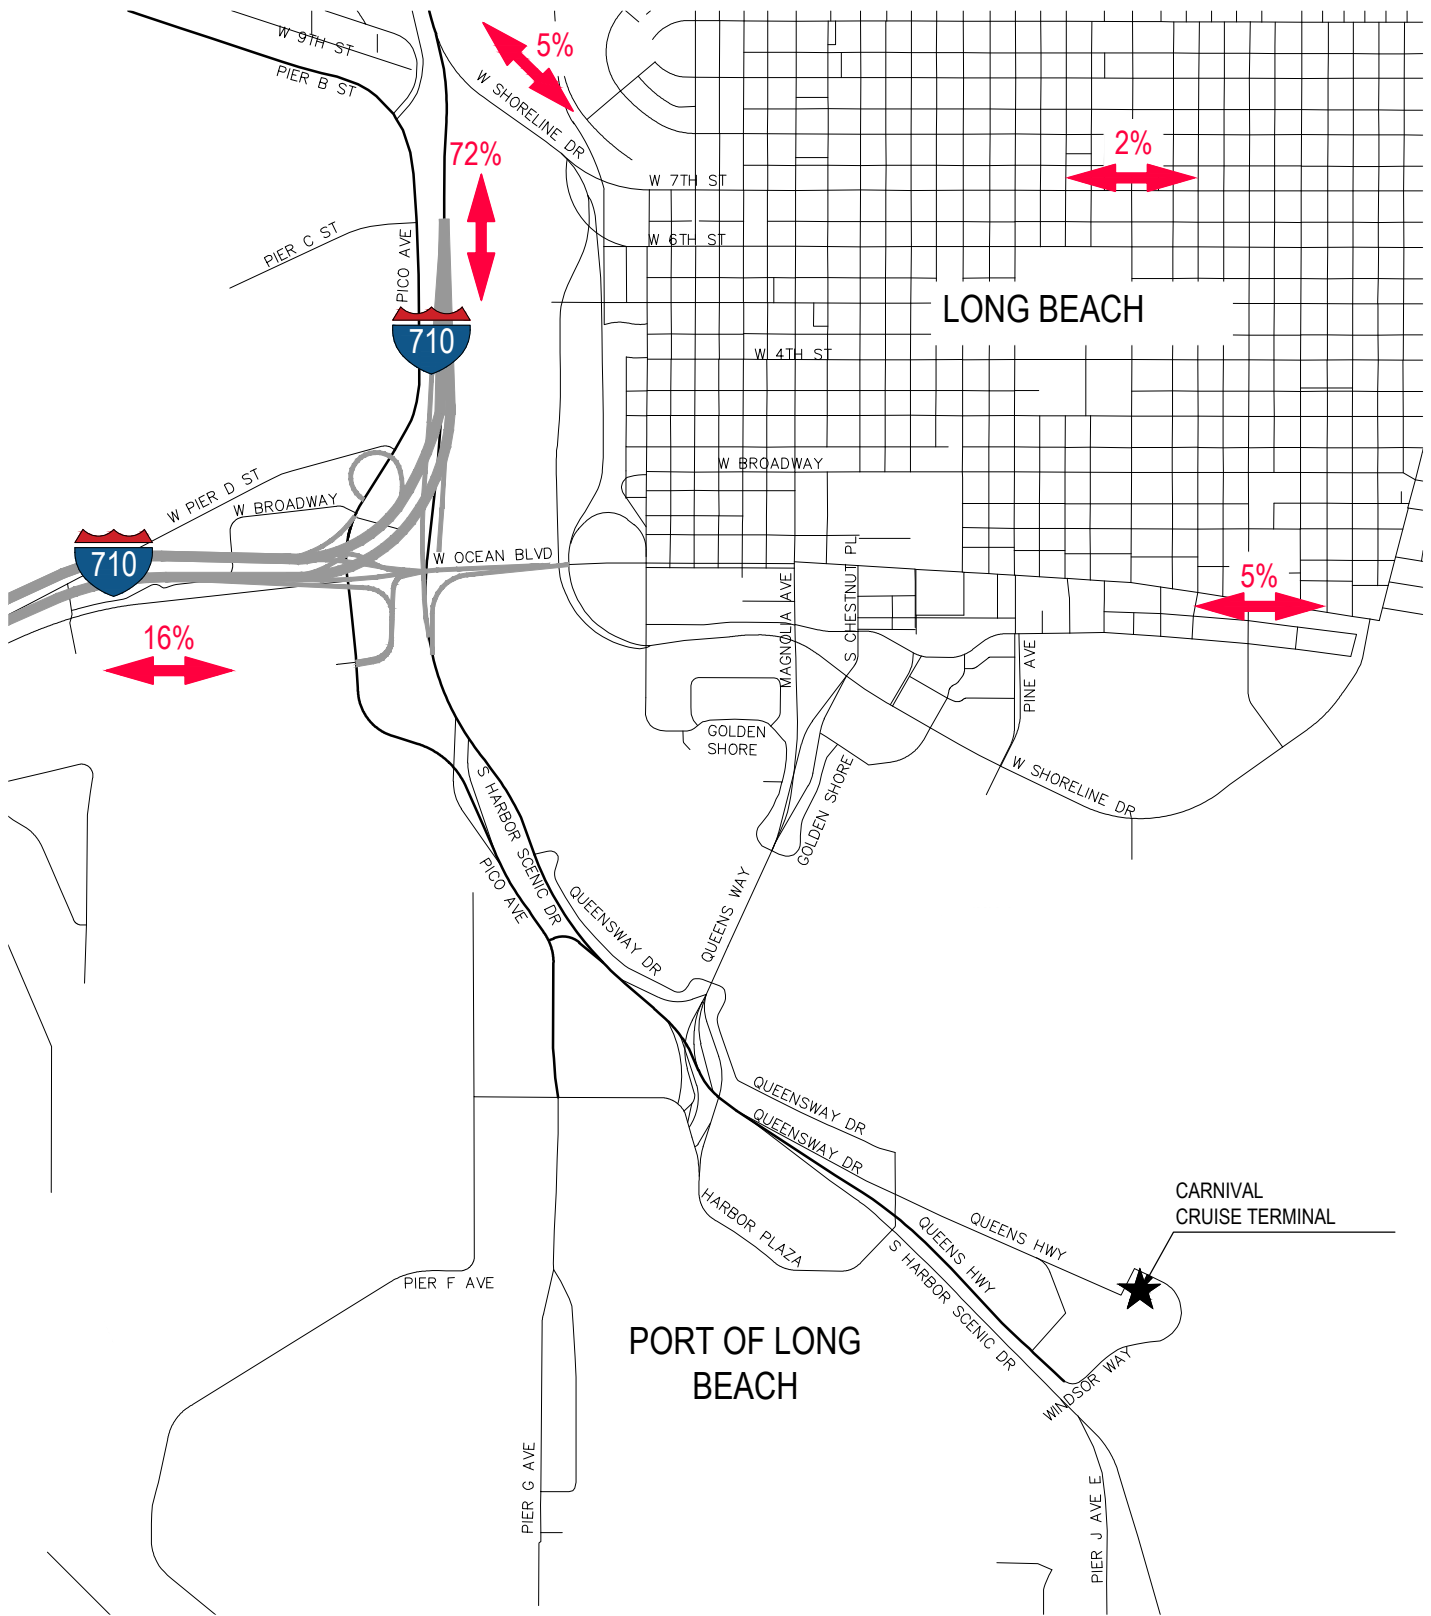 W 9TH ST
PIER B ST
5%
W SHORELINE DR
72%
2%
W 7TH ST
PIER C ST
PICO AVE
W 6TH ST
LONG BEACH
710
W 4TH ST
W BROADWAY
W PIER D ST
W BROADWAY
710
W OCEAN BLVD
5%
16%
MAGNOLIA AVE
S CHESTNUT PL
PINE AVE
GOLDEN
SHORE
W SHORELINE DR
GOLDEN SHORE
S HARBOR SCENIC DR
PICO AVE
QUEENSWAY DR
QUEENS WAY
QUEENSWAY DR
QUEENSWAY DR
CARNIVAL
CRUISE TERMINAL
HARBOR PLAZA
QUEENS HWY
QUEENS HWY
S HARBOR SCENIC DR
PIER F AVE
PORT OF LONG
BEACH
WINDSOR WAY
PIER G AVE
PIER J AVE E